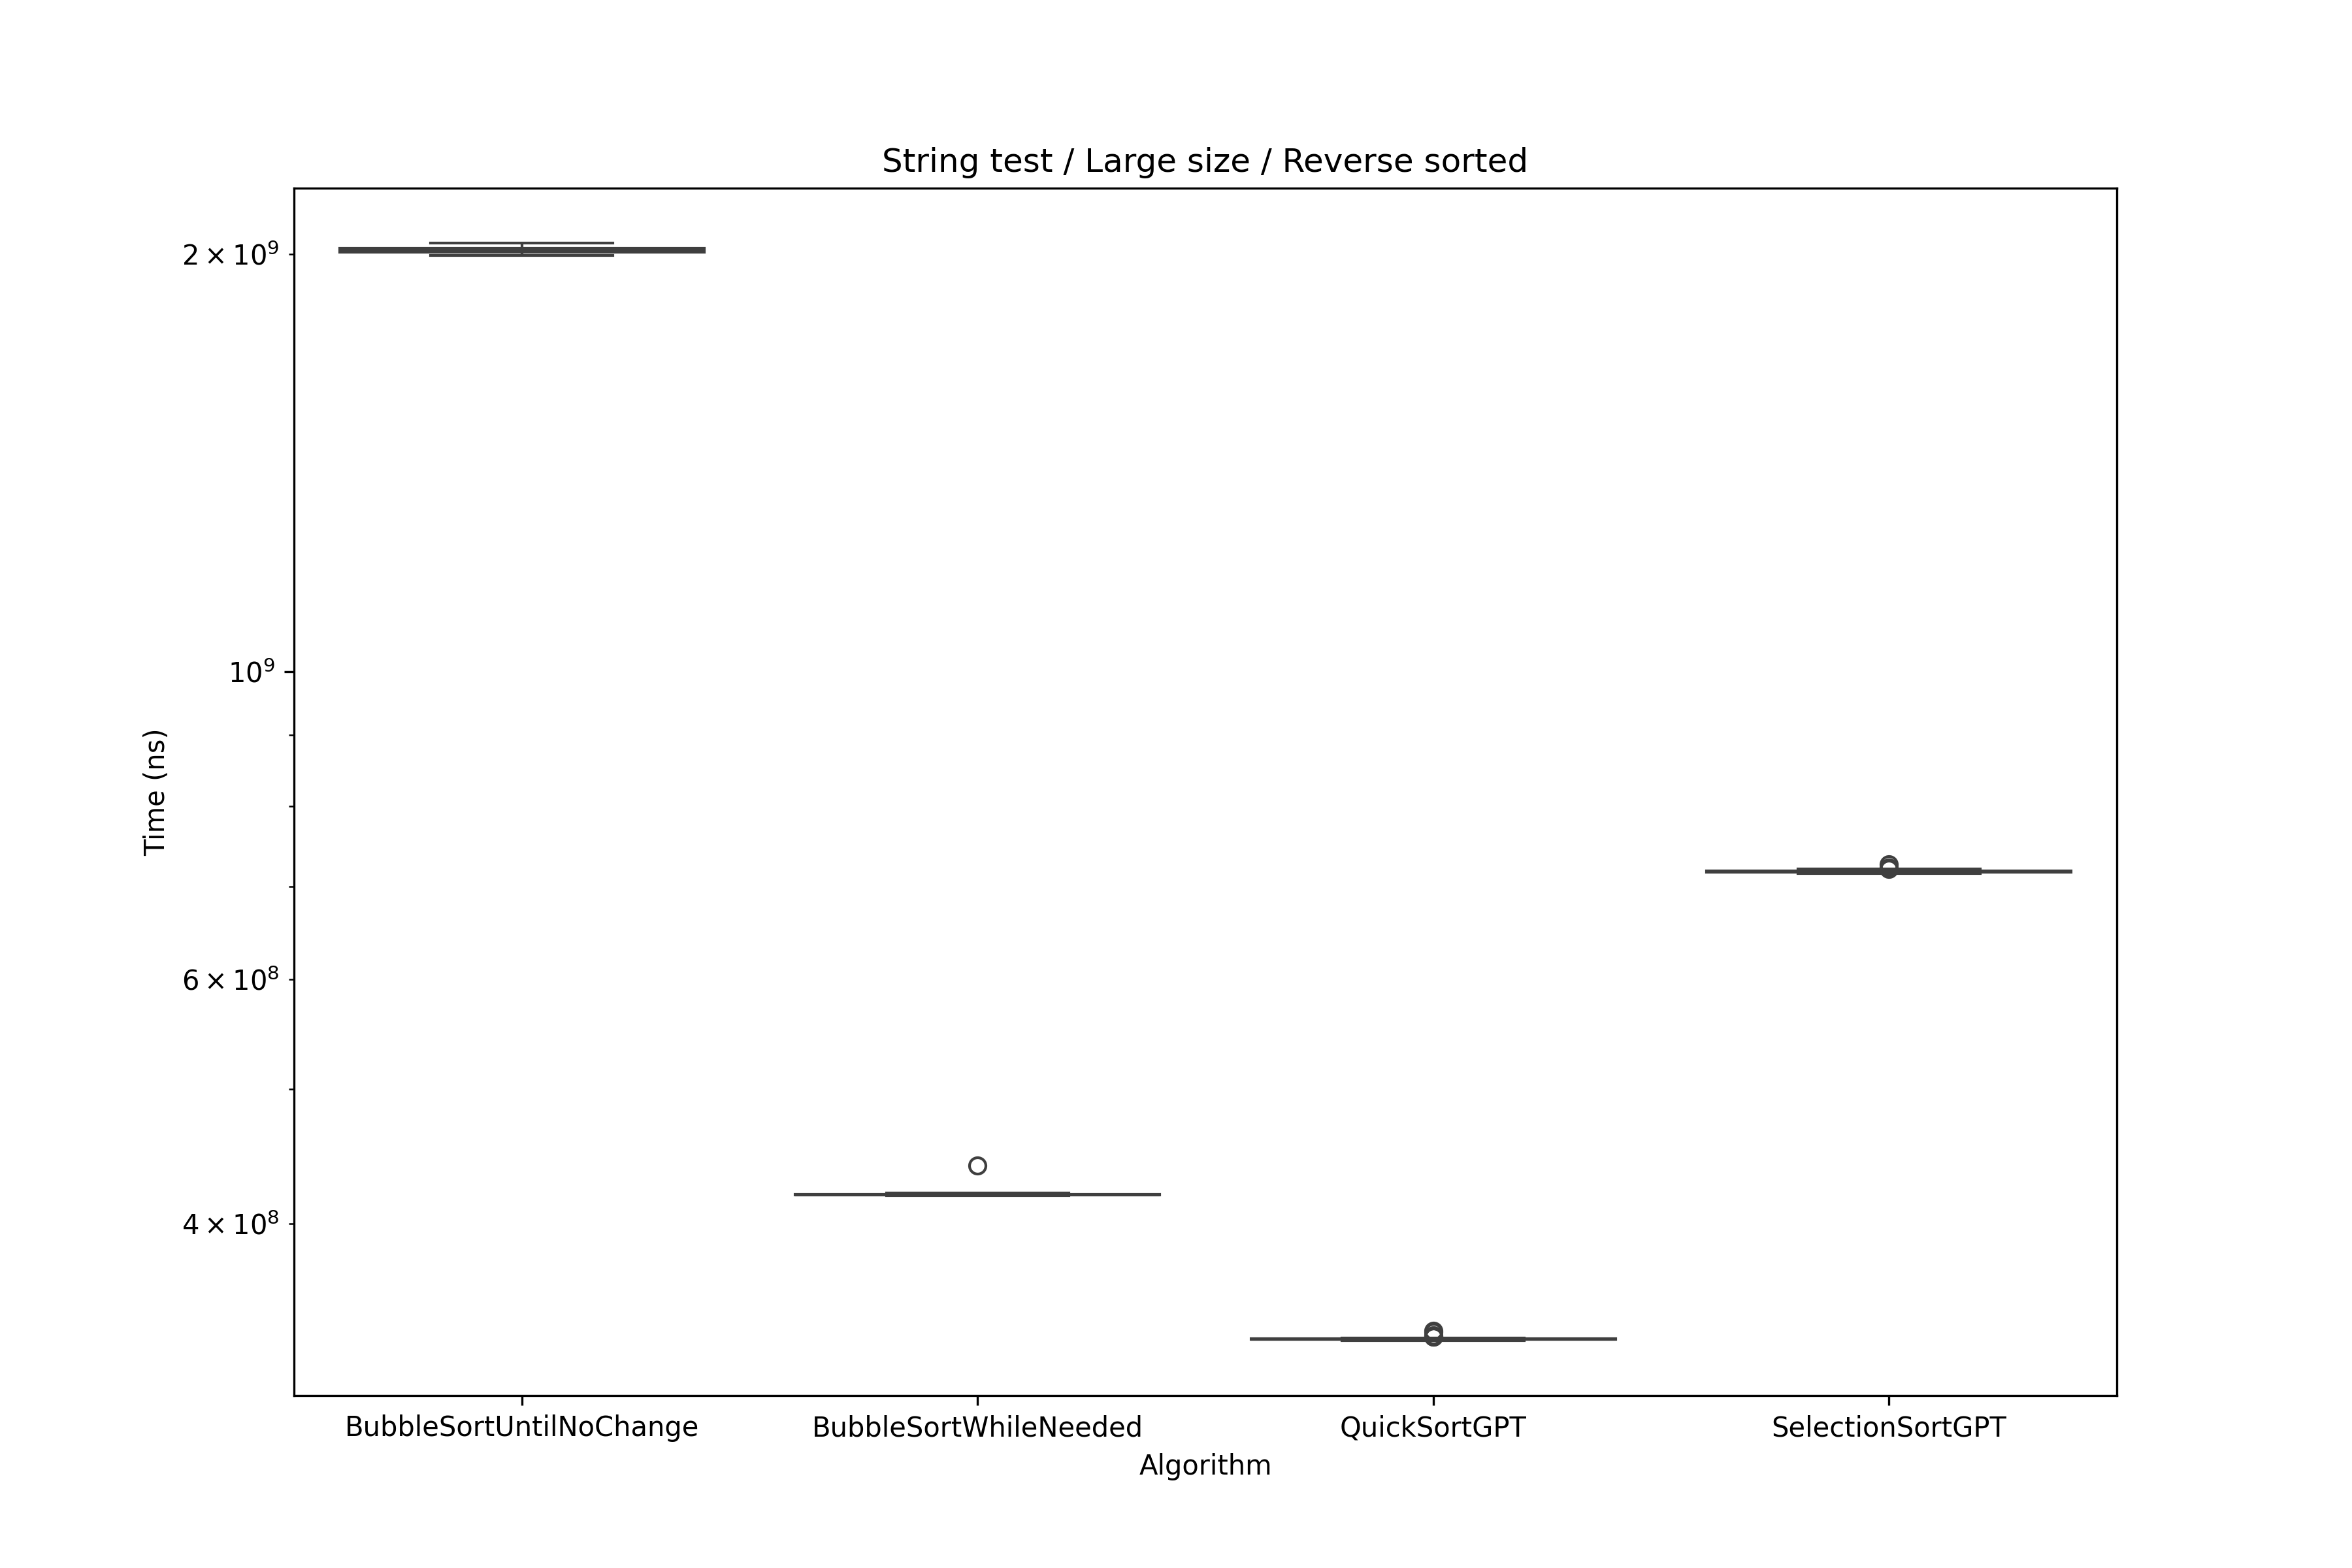 String test / Large size / Reverse sorted
2 × 10⁹
10⁹
6 × 10⁸
4 × 10⁸
Time (ns)
BubbleSortUntilNoChange
BubbleSortWhileNeeded
QuickSortGPT
SelectionSortGPT
Algorithm